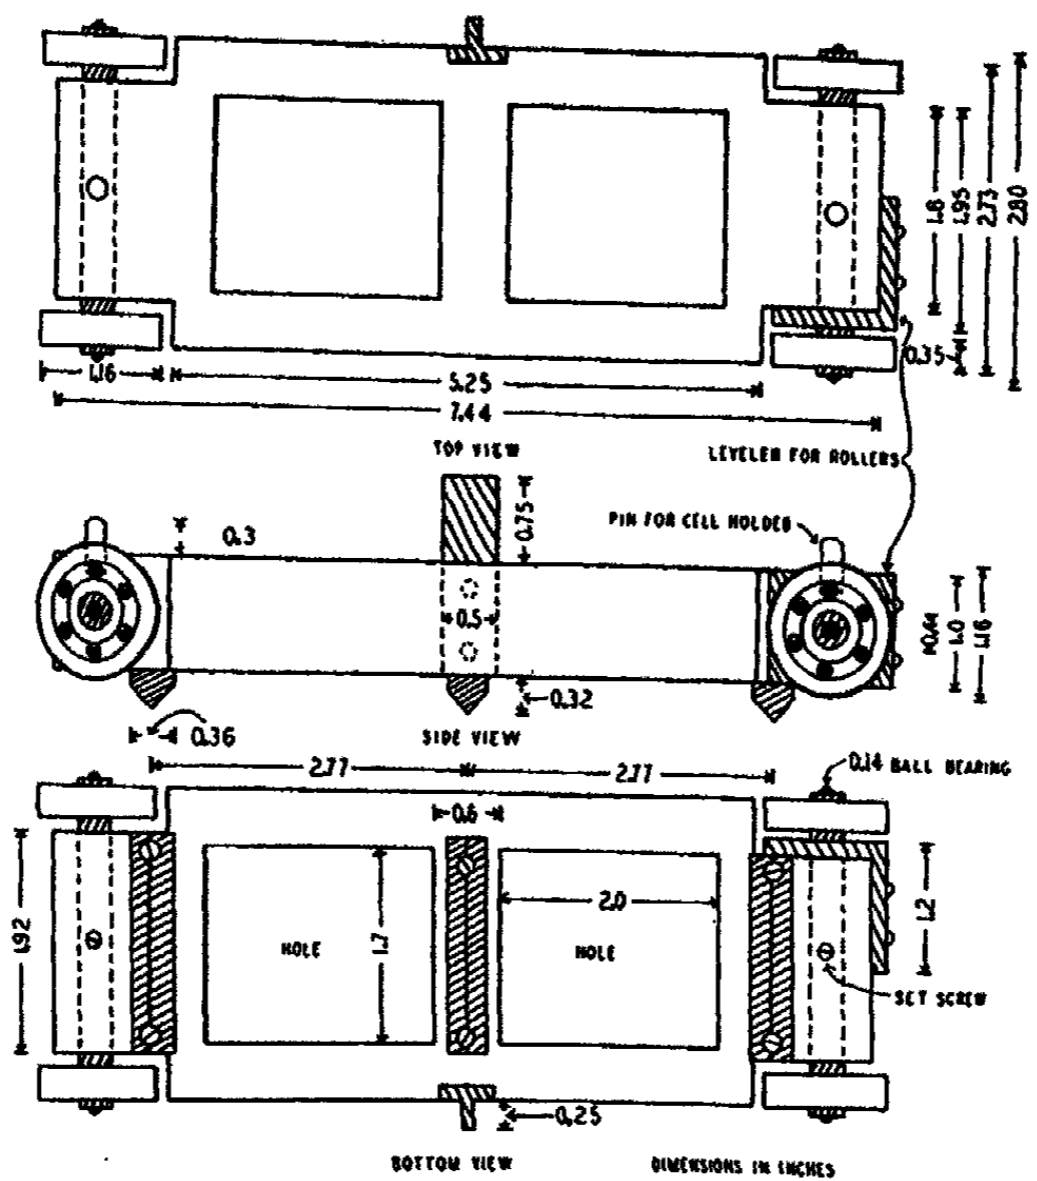 1.8
1.95
2.73
2.80
0.35
1.16
5.25
7.44
TOP VIEW
LEVELER FOR ROLLERS
PIN FOR CELL HOLDER
0.3
0.75
0.5
1.0
1.16
0.32
0.36
SIDE VIEW
2.77
2.77
0.14 BALL BEARING
0.6
1.92
HOLE
1.7
2.0
HOLE
1.2
SET SCREW
0.25
BOTTOM VIEW
DIMENSIONS IN INCHES